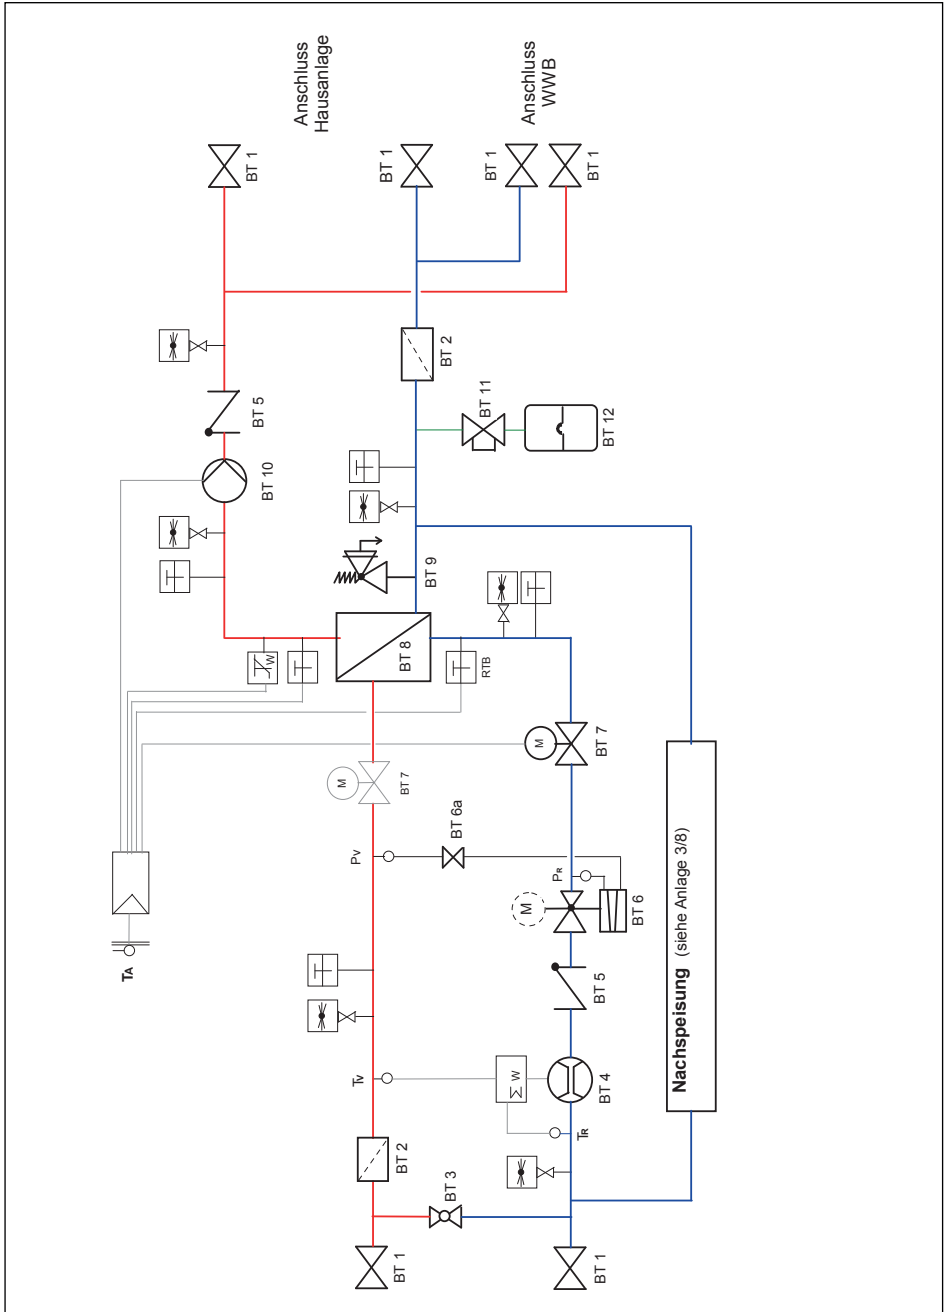 TA
BT 1
BT 5
BT 10
W
Anschluss
Hausanlage
M
BT 7
Tv
Pv
BT 1
BT 2
BT 8
BT 1
BT 9
BT 2
BT 3
BT 6a
RTB
BT 11
BT 1
Anschluss
WWB
Σ W
M
M
PR
TR
BT 12
BT 1
BT 1
BT 4
BT 5
BT 6
BT 7
Nachspeisung (siehe Anlage 3/8)